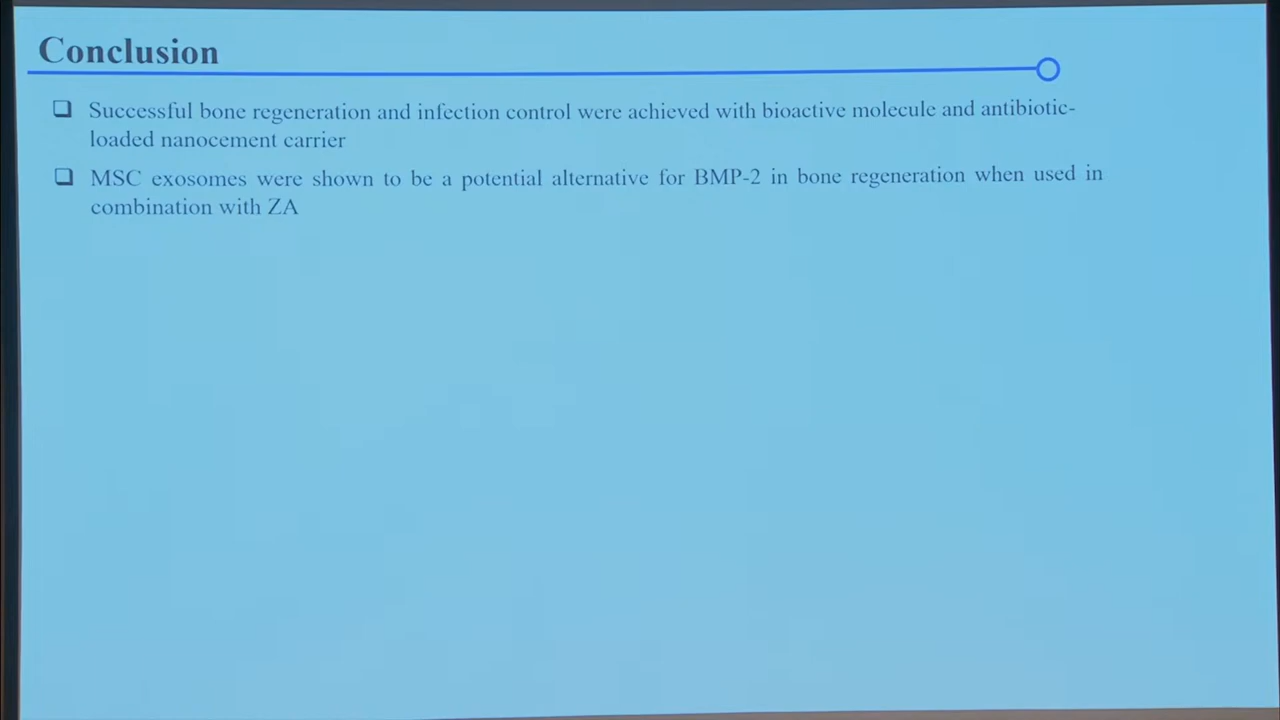 Conclusion
❑ Successful bone regeneration and infection control were achieved with bioactive molecule and antibiotic-
loaded nanocement carrier
❑ MSC exosomes were shown to be a potential alternative for BMP-2 in bone regeneration when used in
combination with ZA